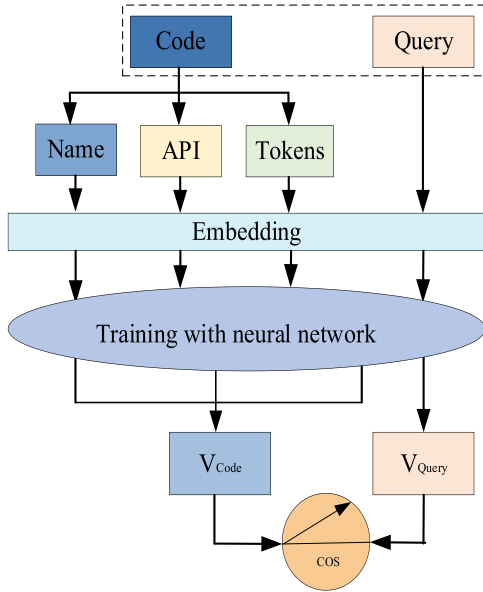 Code
Query
Name
API
Tokens
Embedding
Training with neural network
VCode
VQuery
COS